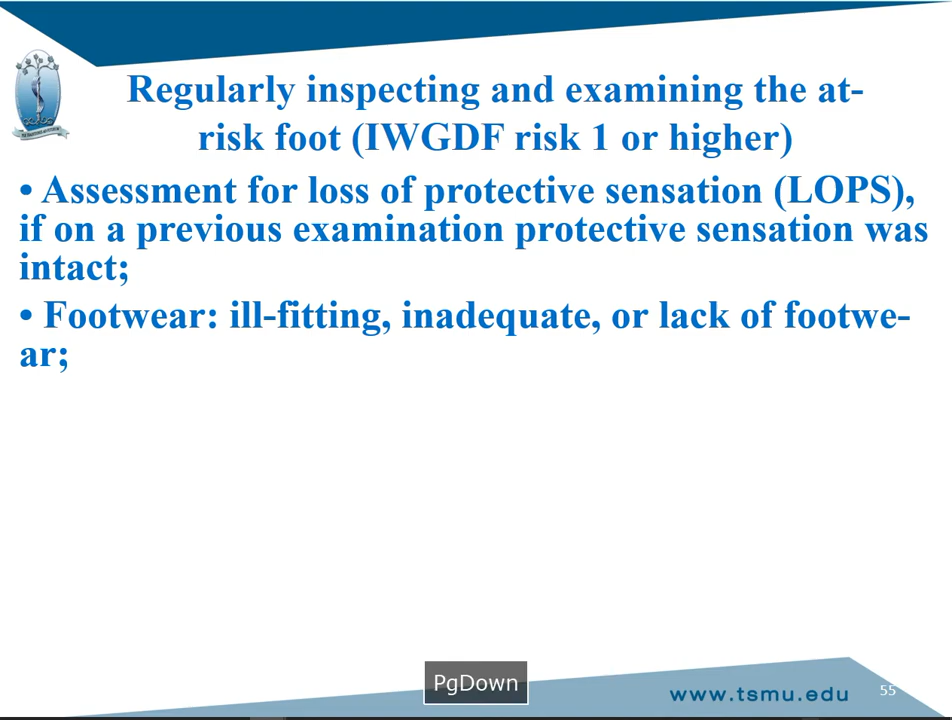 Regularly inspecting and examining the at-
risk foot (IWGDF risk 1 or higher)
• Assessment for loss of protective sensation (LOPS),
if on a previous examination protective sensation was
intact;
• Footwear: ill-fitting, inadequate, or lack of footwe-
ar;
PgDown
www.tsmu.edu
55